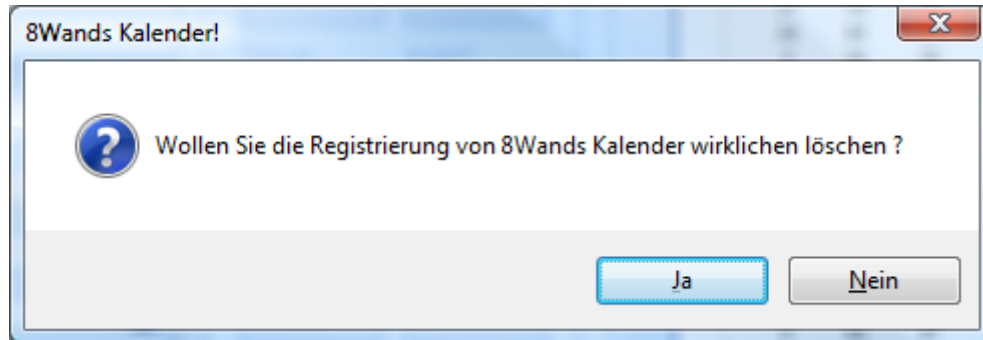 8Wands Kalender!
Wollen Sie die Registrierung von 8Wands Kalender wirklichen löschen ?
Ja
Nein